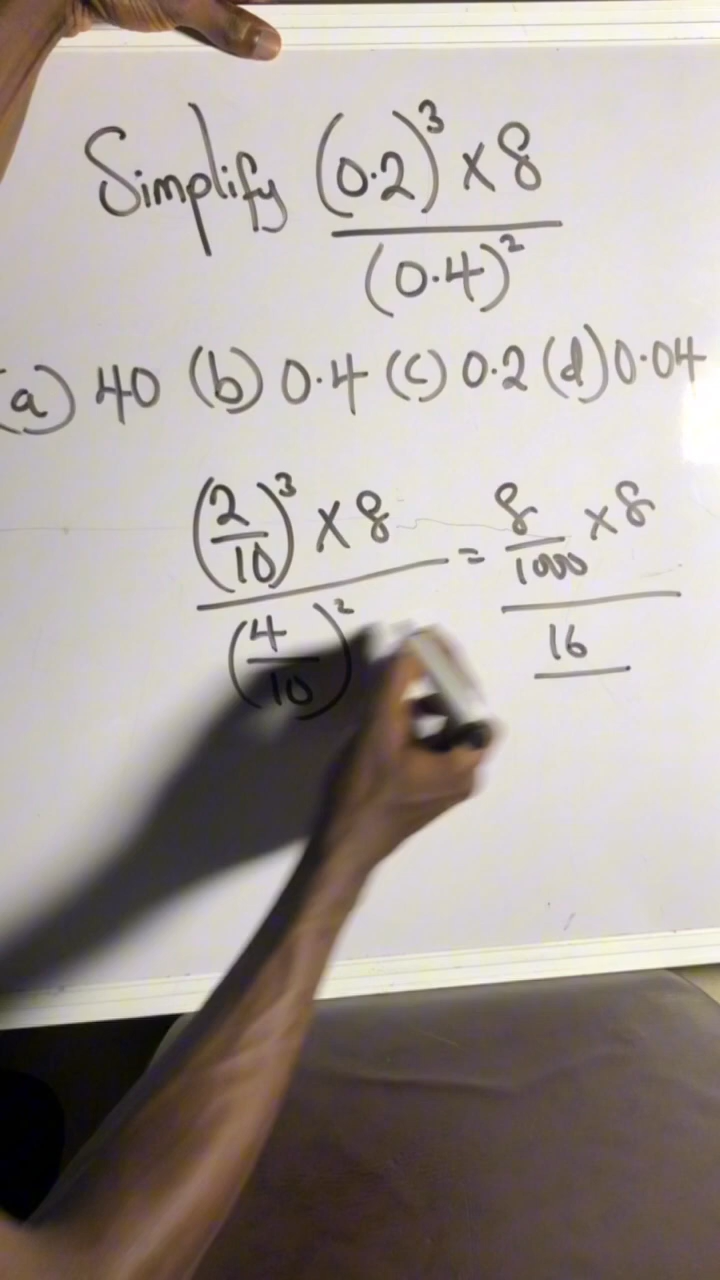 Simplify (0.2)³ × 8
(0.4)²
(a) 40 (b) 0.4 (c) 0.2 (d) 0.04
(2/10)³ × 8 = 8/1000 × 8
(4/10)² 16